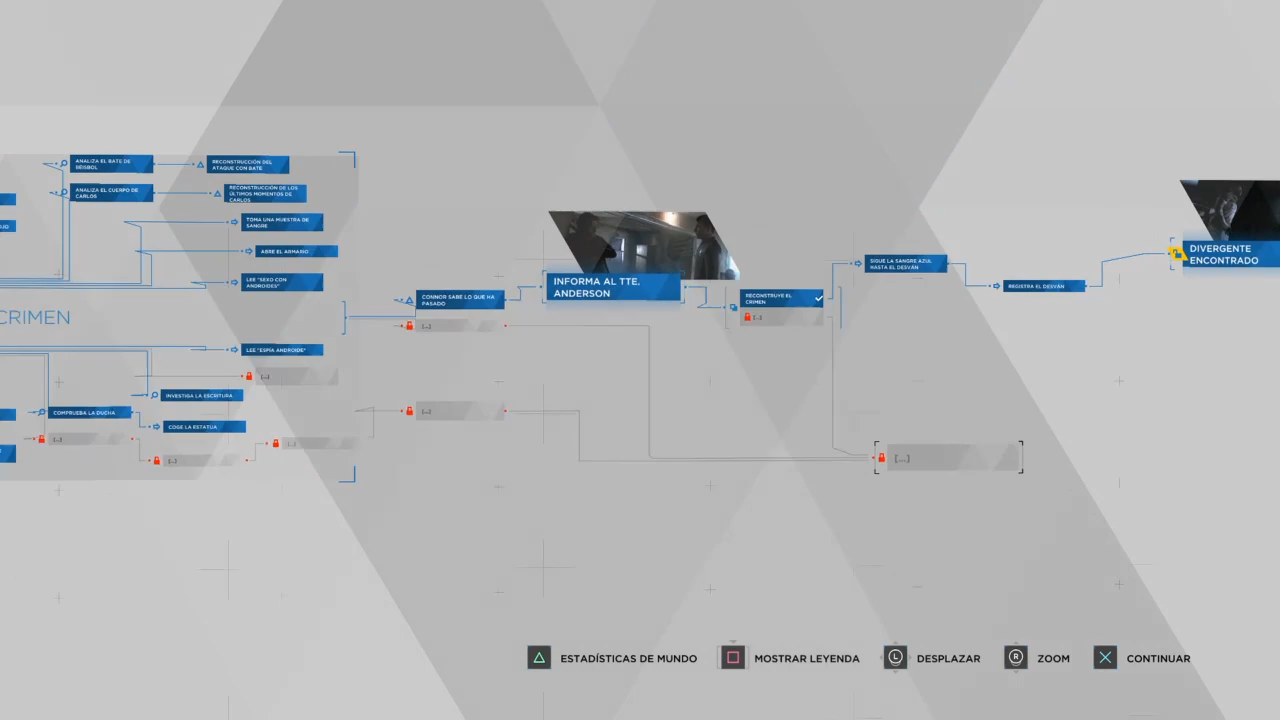 ANALIZA EL BATE DE
BÉISBOL
RECONSTRUCCIÓN DEL
ATAQUE CON BATE
ANALIZA EL CUERPO DE
CARLOS
RECONSTRUCCIÓN DE LOS
ÚLTIMOS MOMENTOS DE
CARLOS
TOMA UNA MUESTRA DE
SANGRE
ABRE EL ARMARIO
LEE "SEXO CON
ANDROIDES"
CRIMEN
LEE "ESPÍA ANDROIDE"
[...]
INVESTIGA LA ESCRITURA
COMPRUEBA LA DUCHA
COGE LA ESTATUA
[...]
[...]
[...]
CONNOR SABE LO QUE HA
PASADO
[...]
[...]
INFORMA AL TTE.
ANDERSON
RECONSTRUYE EL
CRIMEN
[...]
SIGUE LA SANGRE AZUL
HASTA EL DESVÁN
REGISTRA EL DESVÁN
DIVERGENTE
ENCONTRADO
[...]
ESTADÍSTICAS DE MUNDO
MOSTRAR LEYENDA
L
DESPLAZAR
R
ZOOM
CONTINUAR